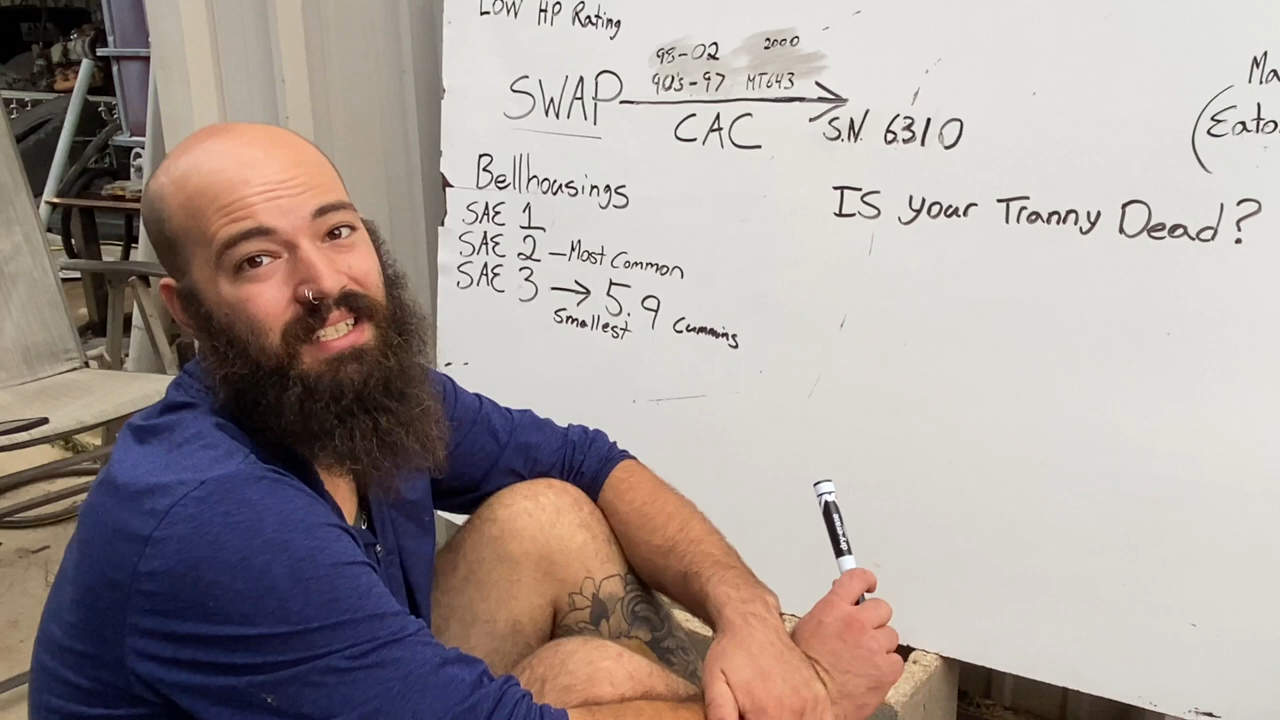 LOW HP Rating
98-02 2000
90's-97 MT643
SWAP
CAC
S.N. 6310
Bellhousings
SAE 1
SAE 2 - Most Common
SAE 3 → 5.9
Smallest Cummins
Ma
(Eato
Is your Tranny Dead?